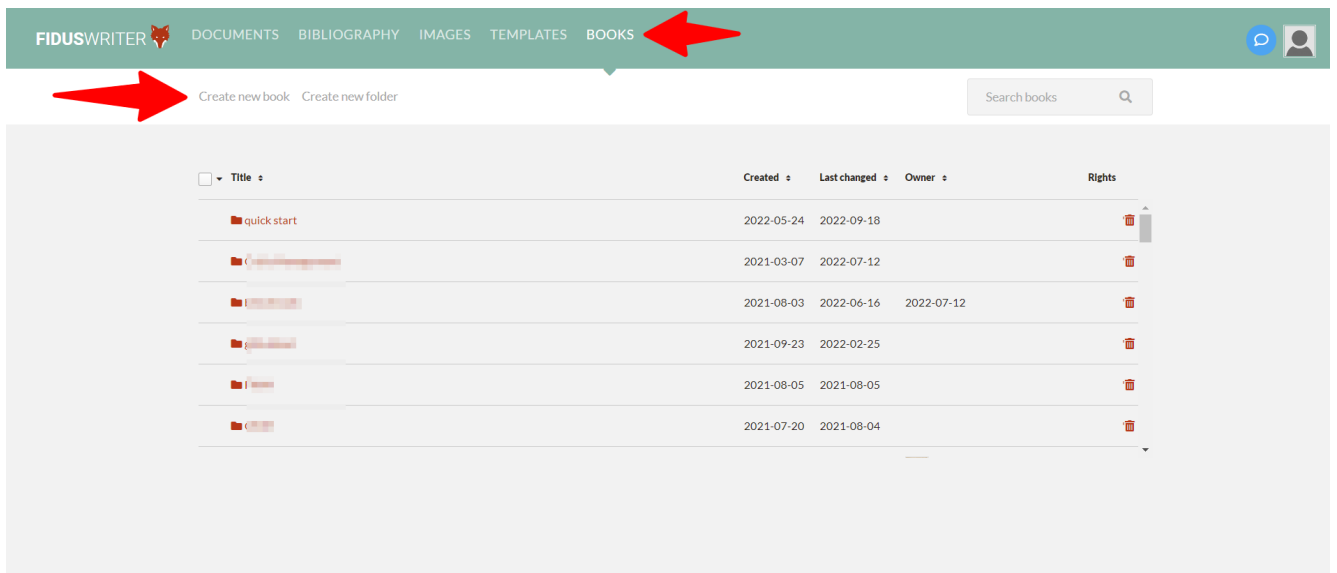 FIDUSWRITER DOCUMENTS BIBLIOGRAPHY IMAGES TEMPLATES BOOKS
Create new book Create new folder Search books
Title Created Last changed Owner Rights
quick start 2022-05-24 2022-09-18
2021-03-07 2022-07-12
2021-08-03 2022-06-16 2022-07-12
2021-09-23 2022-02-25
2021-08-05 2021-08-05
2021-07-20 2021-08-04